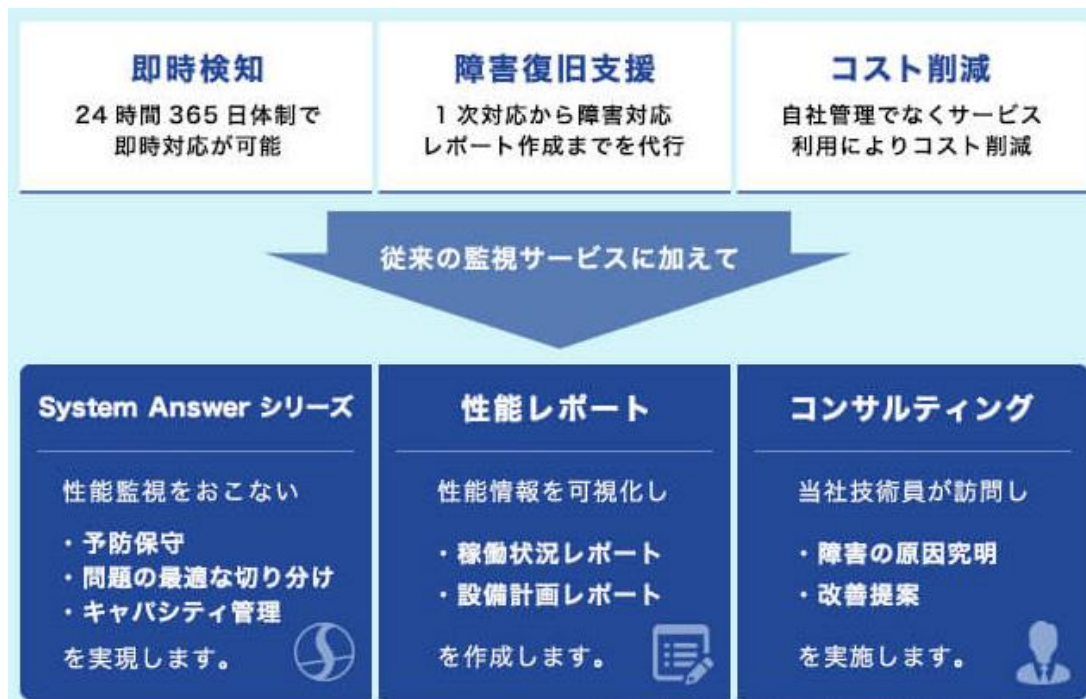 即時検知
24時間365日体制で
即時対応が可能
障害復旧支援
1次対応から障害対応
レポート作成までを代行
コスト削減
自社管理でなくサービス
利用によりコスト削減
従来の監視サービスに加えて
System Answer シリーズ
性能監視をおこない
・予防保守
・問題の最適な切り分け
・キャパシティ管理
を実現します。
性能レポート
性能情報を可視化し
・稼働状況レポート
・設備計画レポート
を作成します。
コンサルティング
当社技術員が訪問し
・障害の原因究明
・改善提案
を実施します。